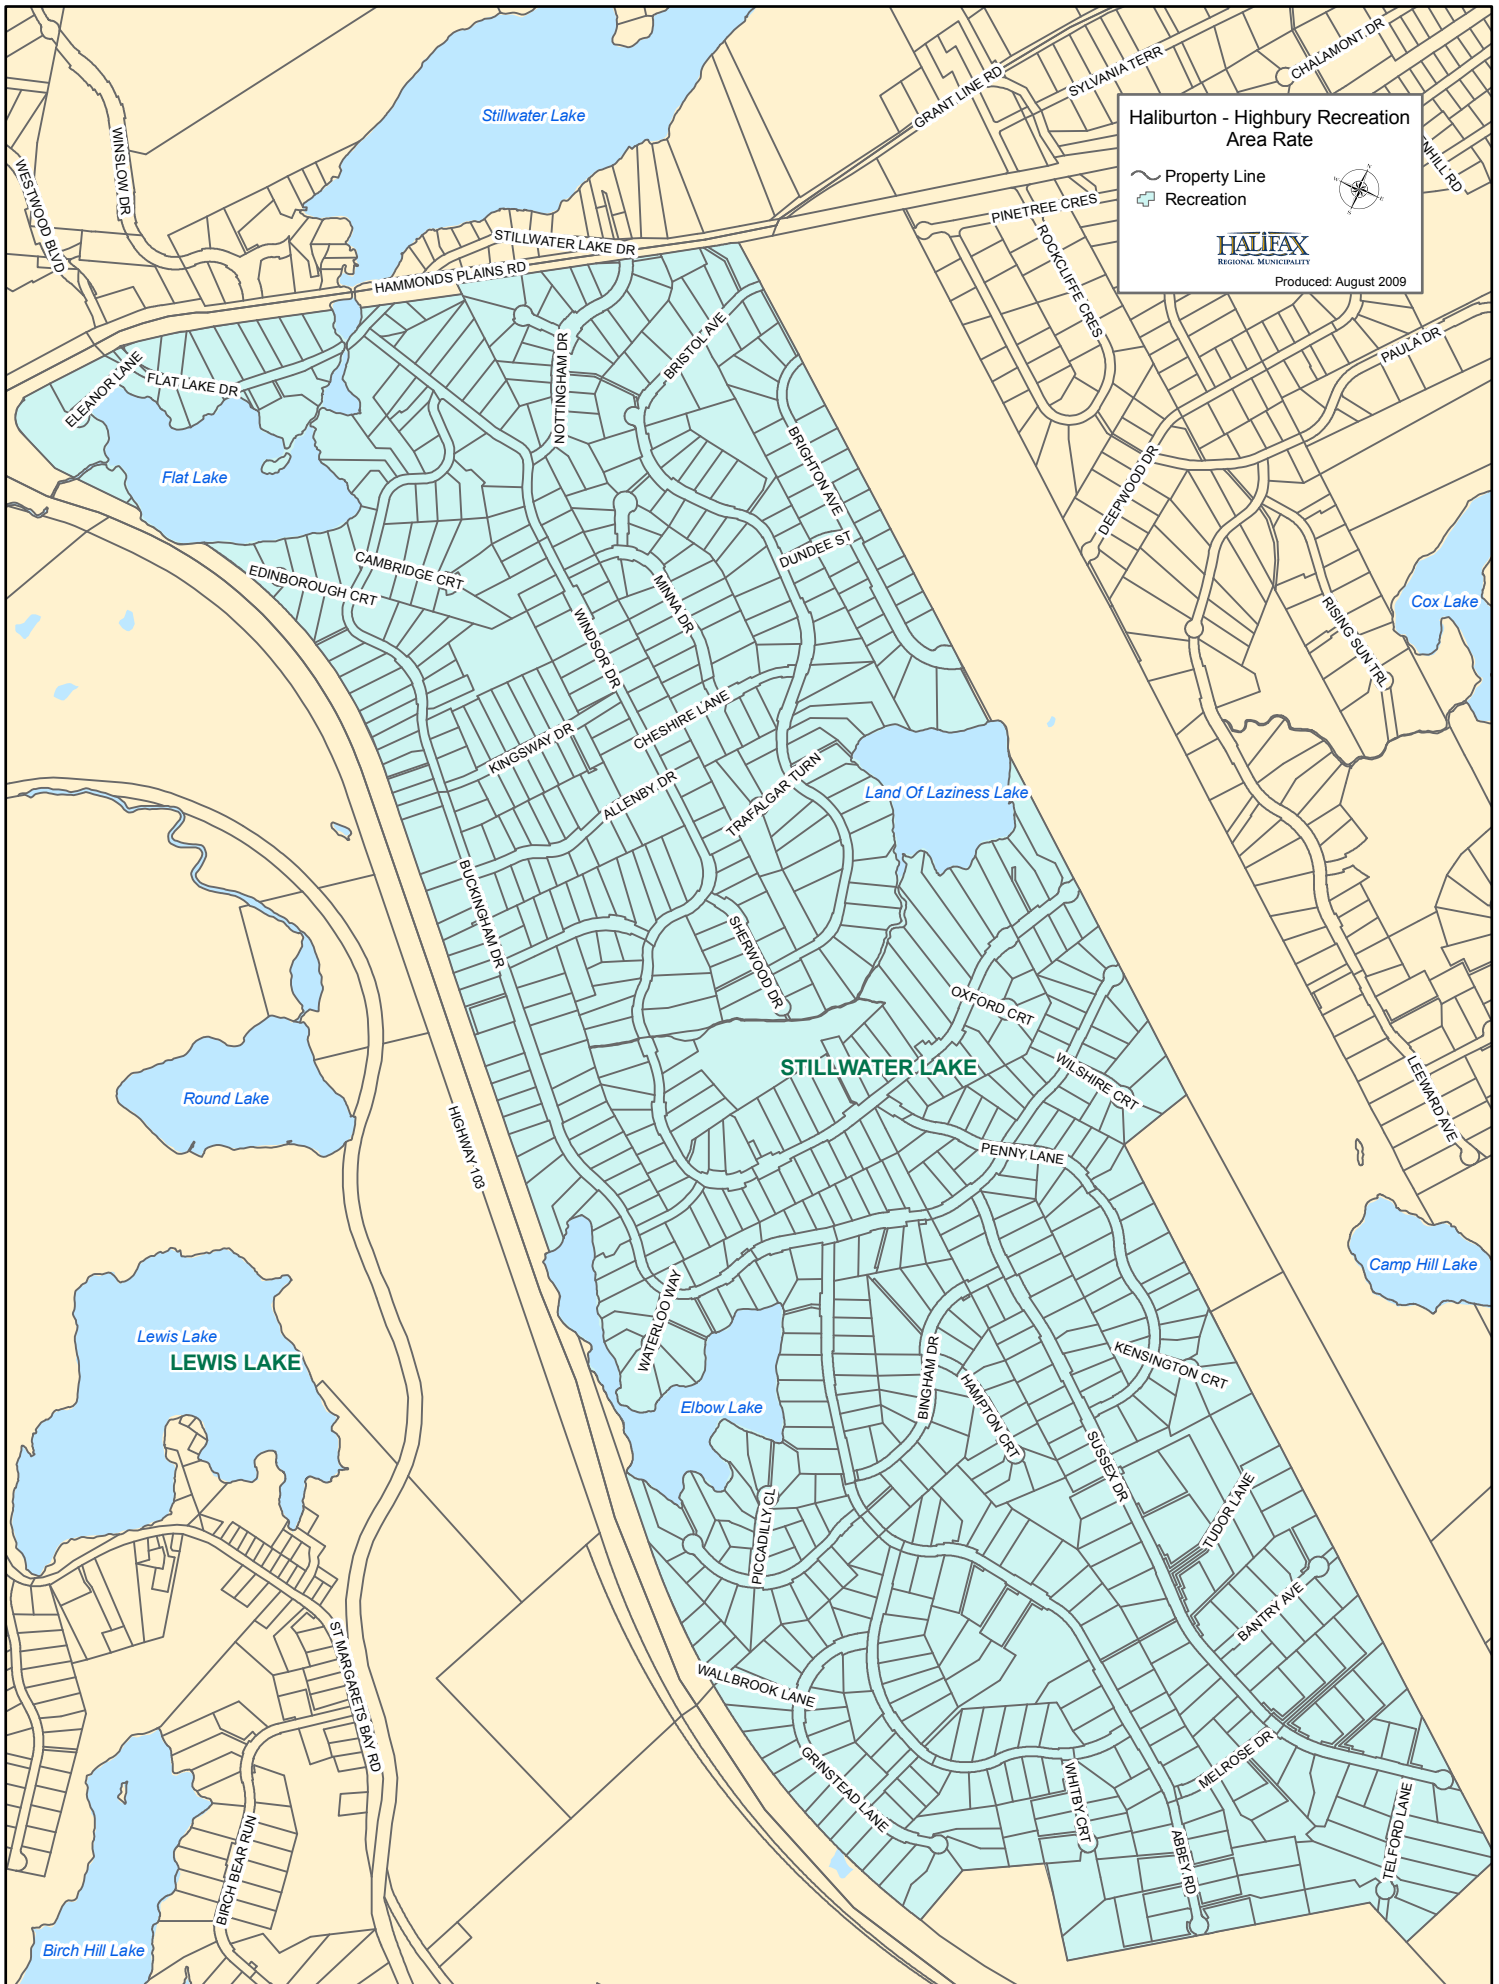 Stillwater Lake
GRANT LINE RD
SYLVANIA TERR
CHALAMONT DR
Haliburton - Highbury Recreation
Area Rate
Property Line
Recreation
N
E
S
HALIFAX
REGIONAL MUNICIPALITY
Produced: August 2009
ENHILL RD
WESTWOOD BLVD
WINSLOW DR
PINETREE CRES
ROCKCLIFFE CRES
STILLWATER LAKE DR
HAMMONDS PLAINS RD
PAULA DR
BRISTOL AVE
NOTTINGHAM DR
ELEANOR LANE
FLAT LAKE DR
Flat Lake
BRIGHTON AVE
DEEPWOOD DR
DUNDEE ST
CAMBRIDGE CRT
EDINBOROUGH CRT
MINNA DR
WINDSOR DR
RISING SUN TRL
Cox Lake
KINGSWAY DR
CHESHIRE LANE
ALLENBY DR
TRAFALGAR TURN
Land Of Laziness Lake
BUCKINGHAM DR
SHERWOOD DR
OXFORD CRT
STILLWATER LAKE
WILSHIRE CRT
LEEWARD AVE
Round Lake
HIGHWAY 103
PENNY LANE
Camp Hill Lake
WATERLOO WAY
Lewis Lake
LEWIS LAKE
BINGHAM DR
KENSINGTON CRT
HAMPTON CRT
Elbow Lake
SUSSEX DR
PICCADILLY CL
TUDOR LANE
BANTRY AVE
ST MARGARETS BAY RD
WALLBROOK LANE
GRINSTEAD LANE
MELROSE DR
WHITBY CRT
ABBEY RD
TELFORD LANE
BIRCH BEAR RUN
Birch Hill Lake